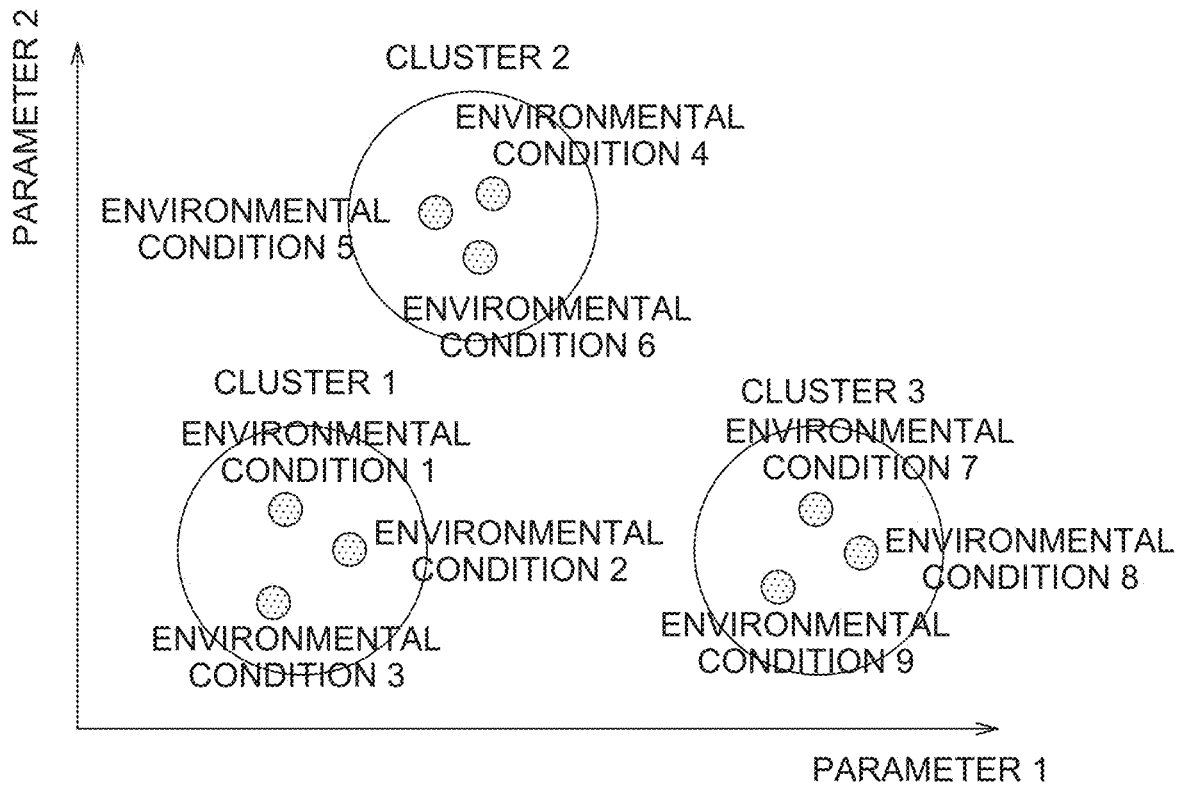 PARAMETER 2
CLUSTER 2
ENVIRONMENTAL
CONDITION 4
ENVIRONMENTAL
CONDITION 5
ENVIRONMENTAL
CONDITION 6
CLUSTER 1
ENVIRONMENTAL
CONDITION 1
ENVIRONMENTAL
CONDITION 2
ENVIRONMENTAL
CONDITION 3
CLUSTER 3
ENVIRONMENTAL
CONDITION 7
ENVIRONMENTAL
CONDITION 8
ENVIRONMENTAL
CONDITION 9
PARAMETER 1